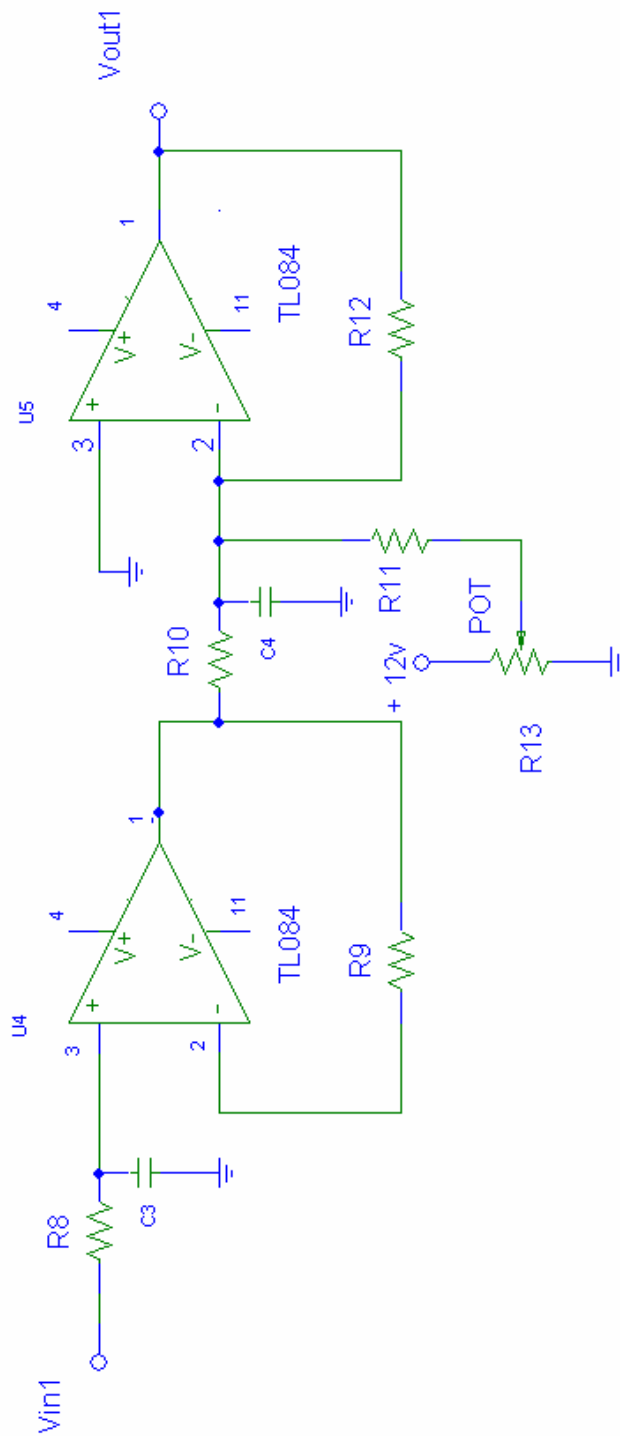 Vin1
R8
C3
U4
3
2
+
-
V+
V-
4
11
1
TL084
R9
R10
C4
+ 12v
R13
POT
R11
U5
3
2
+
-
V+
V-
4
11
1
TL084
R12
Vout1